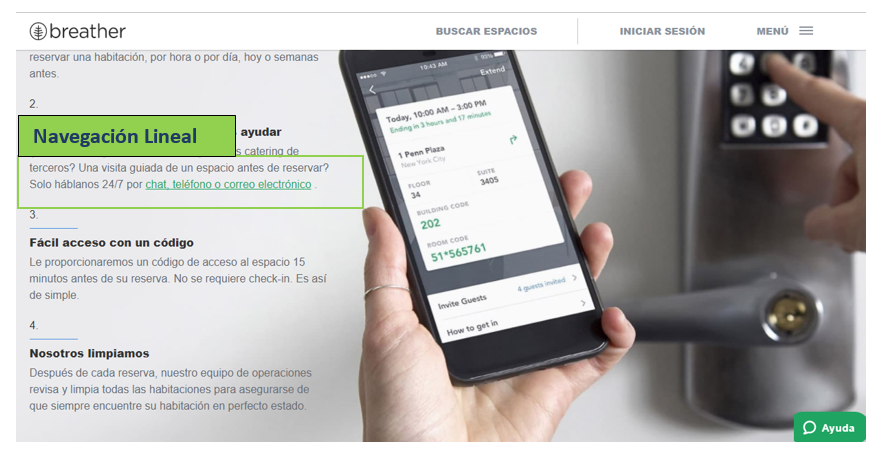 breather
BUSCAR ESPACIOS
INICIAR SESIÓN
MENÚ
reservar una habitación, por hora o por día, hoy o semanas
antes.
2.
Navegación Lineal
ayudar
s catering de
terceros? Una visita guiada de un espacio antes de reservar?
Solo háblanos 24/7 por chat, teléfono o correo electrónico .
3.
Fácil acceso con un código
Le proporcionaremos un código de acceso al espacio 15
minutos antes de su reserva. No se requiere check-in. Es así
de simple.
4.
Nosotros limpiamos
Después de cada reserva, nuestro equipo de operaciones
revisa y limpia todas las habitaciones para asegurarse de
que siempre encuentre su habitación en perfecto estado.
10:43 AM
93%
Extend
Today, 10:00 AM – 3:00 PM
Ending in 3 hours and 17 minutes
1 Penn Plaza
New York City
FLOOR
34
SUITE
3405
BUILDING CODE
202
ROOM CODE
51*565761
Invite Guests
4 guests invited
How to get in
Ayuda